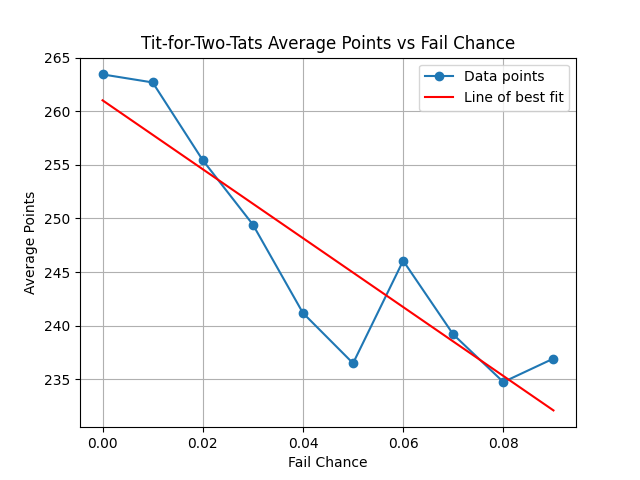 Tit-for-Two-Tats Average Points vs Fail Chance
Data points
Line of best fit
265
260
255
250
245
240
235
Average Points
0.00 0.02 0.04 0.06 0.08
Fail Chance